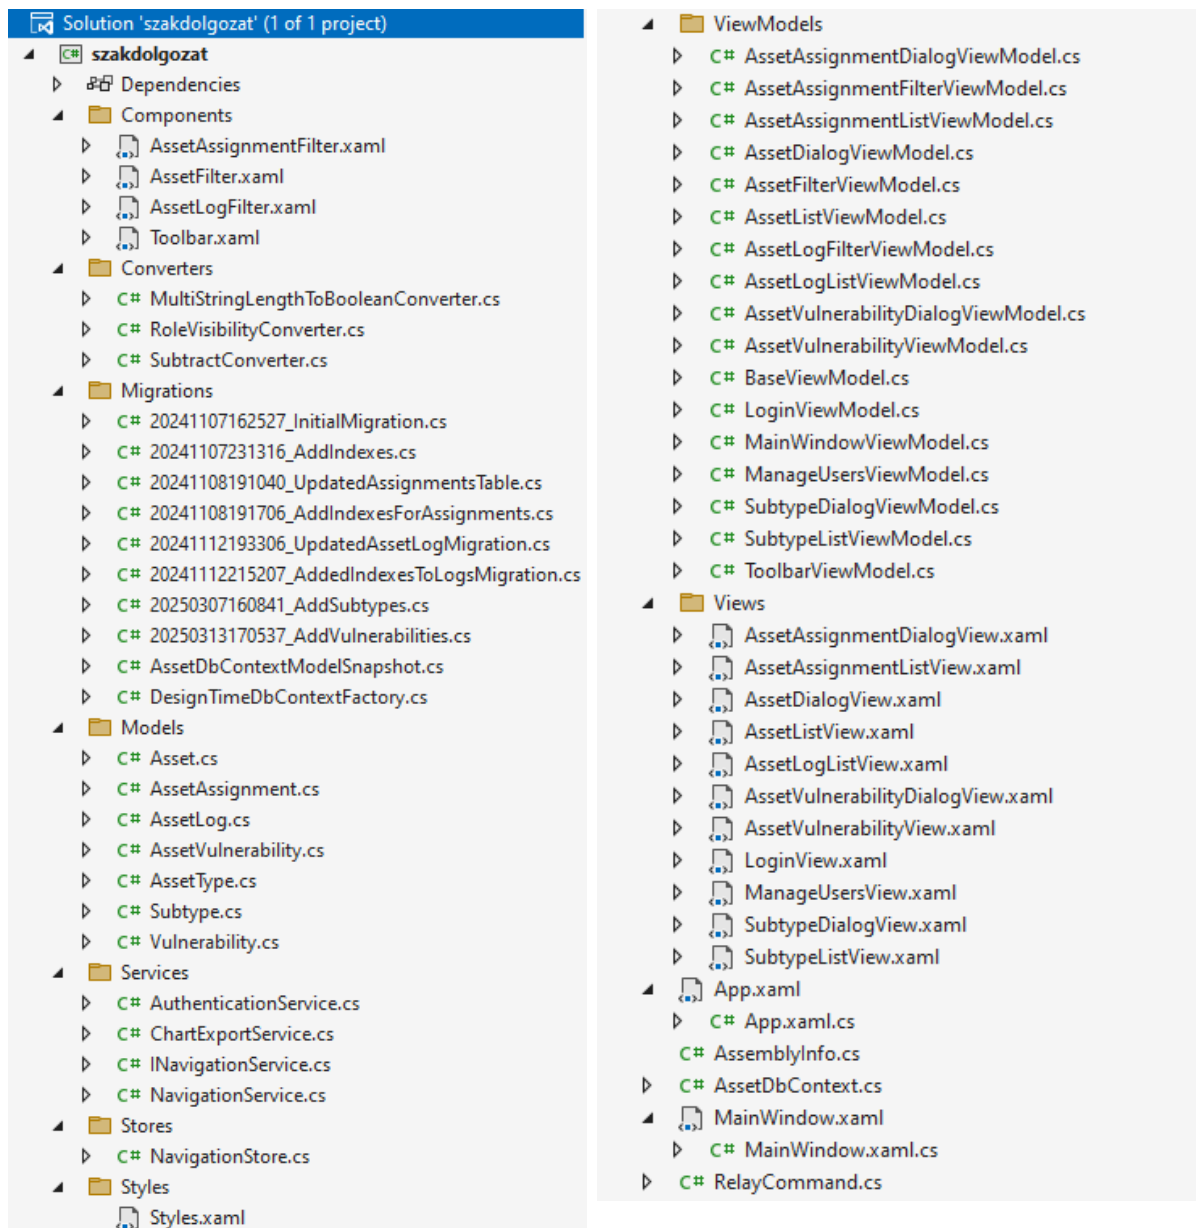 Solution 'szakdolgozat' (1 of 1 project)
C# szakdolgozat
Dependencies
Components
AssetAssignmentFilter.xaml
AssetFilter.xaml
AssetLogFilter.xaml
Toolbar.xaml
Converters
C# MultiStringLengthToBooleanConverter.cs
C# RoleVisibilityConverter.cs
C# SubtractConverter.cs
Migrations
C# 20241107162527_InitialMigration.cs
C# 20241107231316_AddIndexes.cs
C# 20241108191040_UpdatedAssignmentsTable.cs
C# 20241108191706_AddIndexesForAssignments.cs
C# 20241112193306_UpdatedAssetLogMigration.cs
C# 20241112215207_AddedIndexesToLogsMigration.cs
C# 20250307160841_AddSubtypes.cs
C# 20250313170537_AddVulnerabilities.cs
C# AssetDbContextModelSnapshot.cs
C# DesignTimeDbContextFactory.cs
Models
C# Asset.cs
C# AssetAssignment.cs
C# AssetLog.cs
C# AssetVulnerability.cs
C# AssetType.cs
C# Subtype.cs
C# Vulnerability.cs
Services
C# AuthenticationService.cs
C# ChartExportService.cs
C# INavigationService.cs
C# NavigationService.cs
Stores
C# NavigationStore.cs
Styles
Styles.xaml
ViewModels
C# AssetAssignmentDialogViewModel.cs
C# AssetAssignmentFilterViewModel.cs
C# AssetAssignmentListViewModel.cs
C# AssetDialogViewModel.cs
C# AssetFilterViewModel.cs
C# AssetListViewModel.cs
C# AssetLogFilterViewModel.cs
C# AssetLogListViewModel.cs
C# AssetVulnerabilityDialogViewModel.cs
C# AssetVulnerabilityViewModel.cs
C# BaseViewModel.cs
C# LoginViewModel.cs
C# MainWindowViewModel.cs
C# ManageUsersViewModel.cs
C# SubtypeDialogViewModel.cs
C# SubtypeListViewModel.cs
C# ToolbarViewModel.cs
Views
AssetAssignmentDialogView.xaml
AssetAssignmentListView.xaml
AssetDialogView.xaml
AssetListView.xaml
AssetLogListView.xaml
AssetVulnerabilityDialogView.xaml
AssetVulnerabilityView.xaml
LoginView.xaml
ManageUsersView.xaml
SubtypeDialogView.xaml
SubtypeListView.xaml
App.xaml
C# App.xaml.cs
C# AssemblyInfo.cs
C# AssetDbContext.cs
MainWindow.xaml
C# MainWindow.xaml.cs
C# RelayCommand.cs